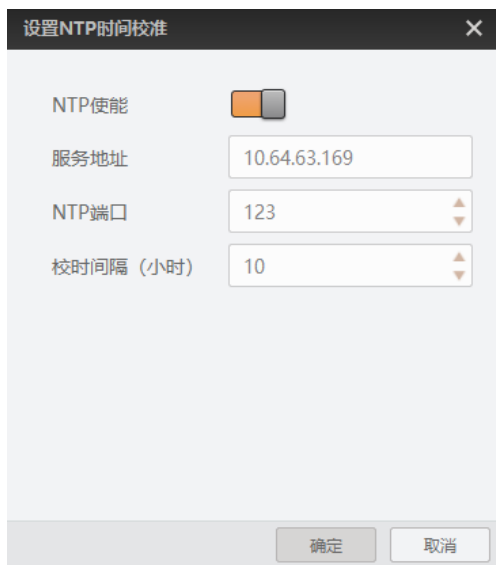 设置NTP时间校准
NTP使能
服务地址 10.64.63.169
NTP端口 123
校时间隔（小时） 10
确定 取消